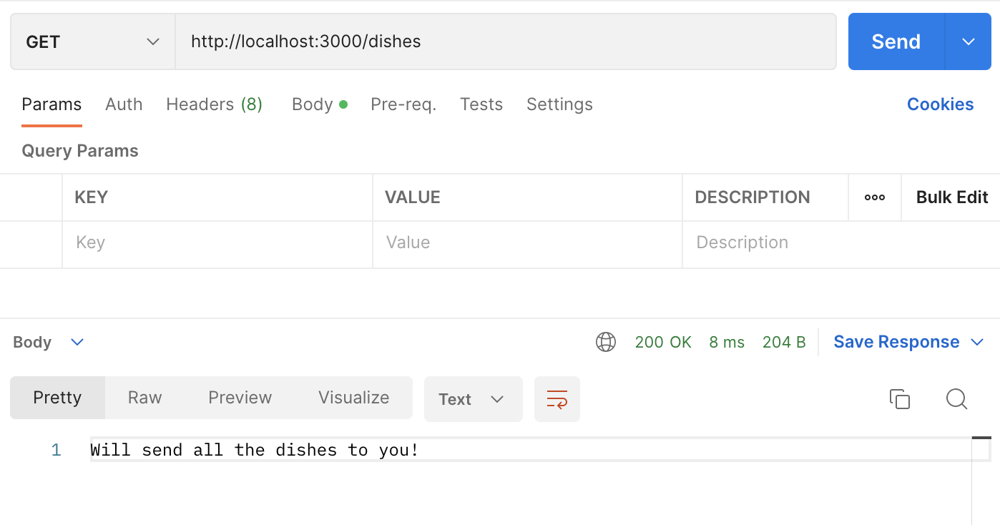 GET http://localhost:3000/dishes Send
Params Auth Headers (8) Body Pre-req. Tests Settings Cookies
Query Params
KEY VALUE DESCRIPTION Bulk Edit
Key Value Description
Body 200 OK 8 ms 204 B Save Response
Pretty Raw Preview Visualize Text
1 Will send all the dishes to you!